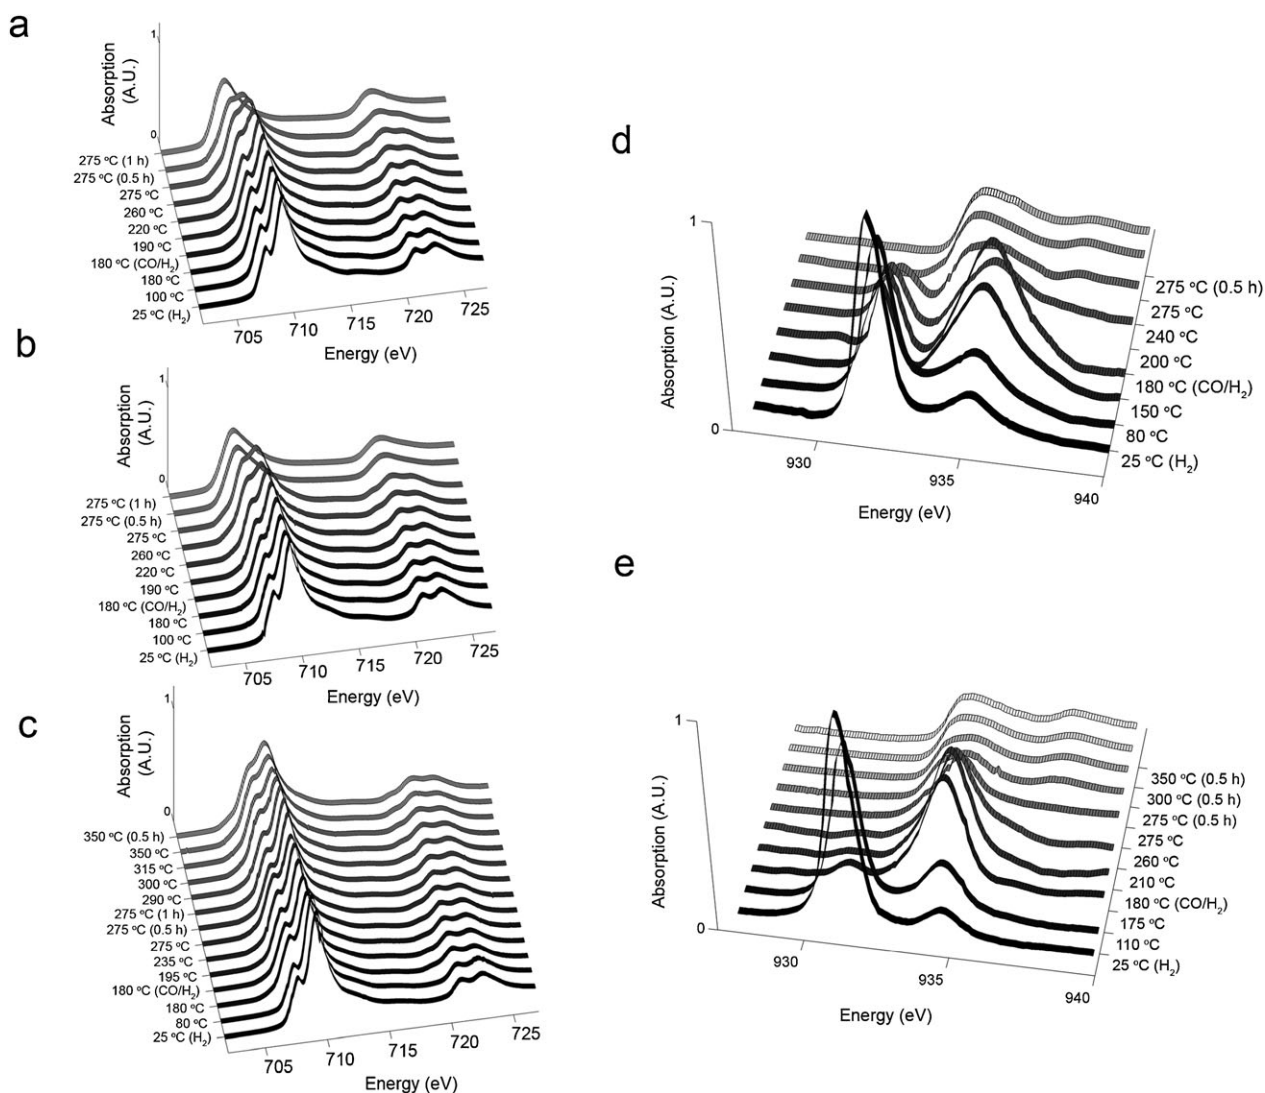 a
Absorption
(A.U.)
1
0
275 ºC (1 h)
275 ºC (0.5 h)
275 ºC
260 ºC
220 ºC
190 ºC
180 ºC (CO/H₂)
180 ºC
100 ºC
25 ºC (H₂)
705
710
715
720
725
Energy (eV)
b
Absorption
(A.U.)
1
0
275 ºC (1 h)
275 ºC (0.5 h)
275 ºC
260 ºC
220 ºC
190 ºC
180 ºC (CO/H₂)
180 ºC
100 ºC
25 ºC (H₂)
705
710
715
720
725
Energy (eV)
c
Absorption
(A.U.)
1
0
350 ºC (0.5 h)
350 ºC
315 ºC
300 ºC
290 ºC
275 ºC (1 h)
275 ºC (0.5 h)
275 ºC
235 ºC
195 ºC
180 ºC (CO/H₂)
180 ºC
80 ºC
25 ºC (H₂)
705
710
715
720
725
Energy (eV)
d
Absorption (A.U.)
1
0
275 ºC (0.5 h)
275 ºC
240 ºC
200 ºC
180 ºC (CO/H₂)
150 ºC
80 ºC
25 ºC (H₂)
930
935
940
Energy (eV)
e
Absorption (A.U.)
1
0
350 ºC (0.5 h)
300 ºC (0.5 h)
275 ºC (0.5 h)
275 ºC
260 ºC
210 ºC
180 ºC (CO/H₂)
175 ºC
110 ºC
25 ºC (H₂)
930
935
940
Energy (eV)